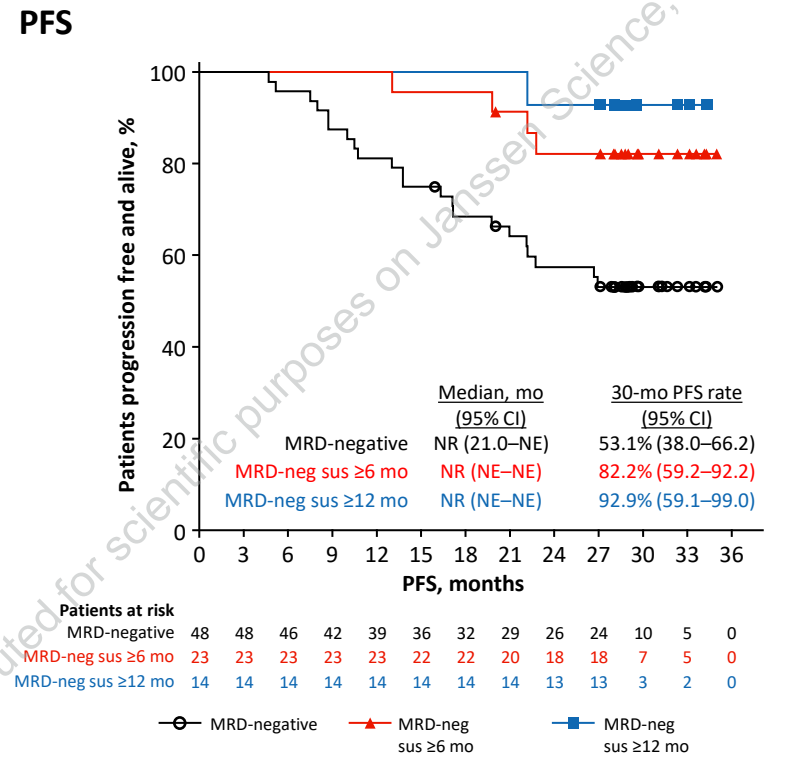 PFS
uted for scientific purposes on Janssen Science,
Patients progression free and alive, %
100
80
60
40
20
0
Median, mo 30-mo PFS rate
(95% CI) (95% CI)
MRD-negative NR (21.0–NE) 53.1% (38.0–66.2)
MRD-neg sus ≥6 mo NR (NE–NE) 82.2% (59.2–92.2)
MRD-neg sus ≥12 mo NR (NE–NE) 92.9% (59.1–99.0)
0 3 6 9 12 15 18 21 24 27 30 33 36
PFS, months
Patients at risk
MRD-negative 48 48 46 42 39 36 32 29 26 24 10 5 0
MRD-neg sus ≥6 mo 23 23 23 23 23 22 22 20 18 18 7 5 0
MRD-neg sus ≥12 mo 14 14 14 14 14 14 14 14 13 13 3 2 0
MRD-negative MRD-neg MRD-neg
sus ≥6 mo sus ≥12 mo